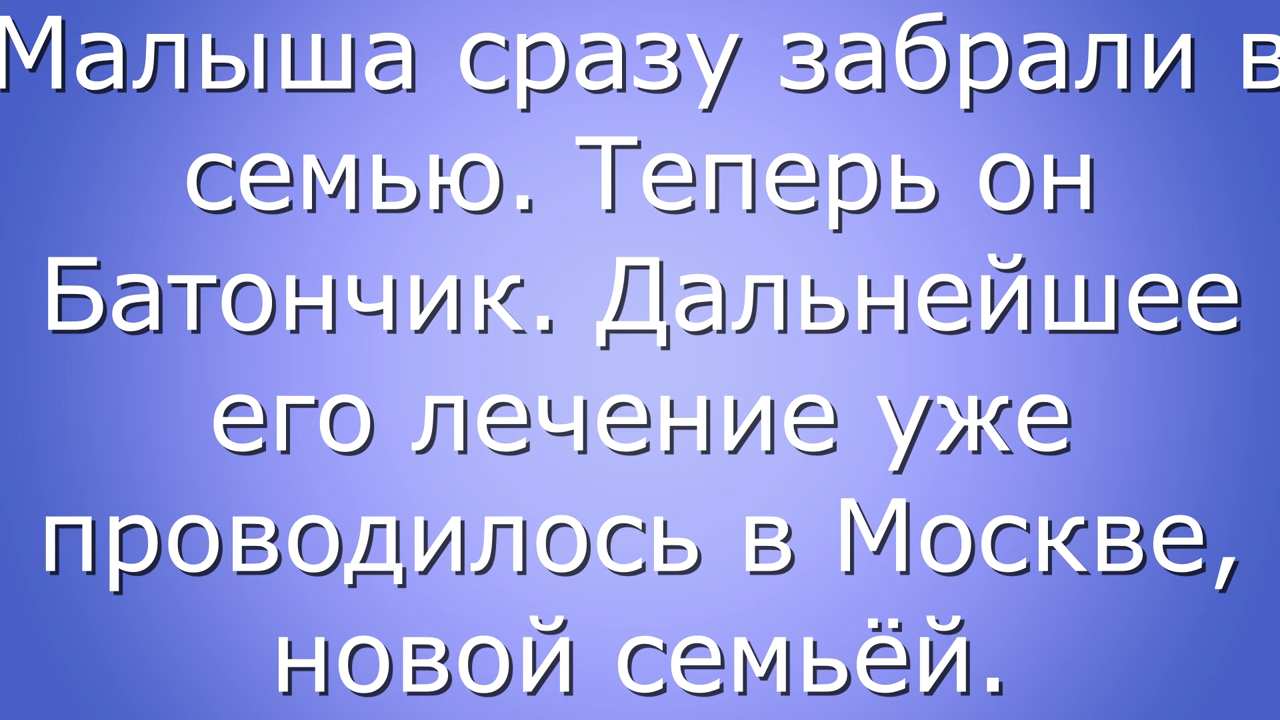 Малыша сразу забрали в
семью. Теперь он
Батончик. Дальнейшее
его лечение уже
проводилось в Москве,
новой семьёй.